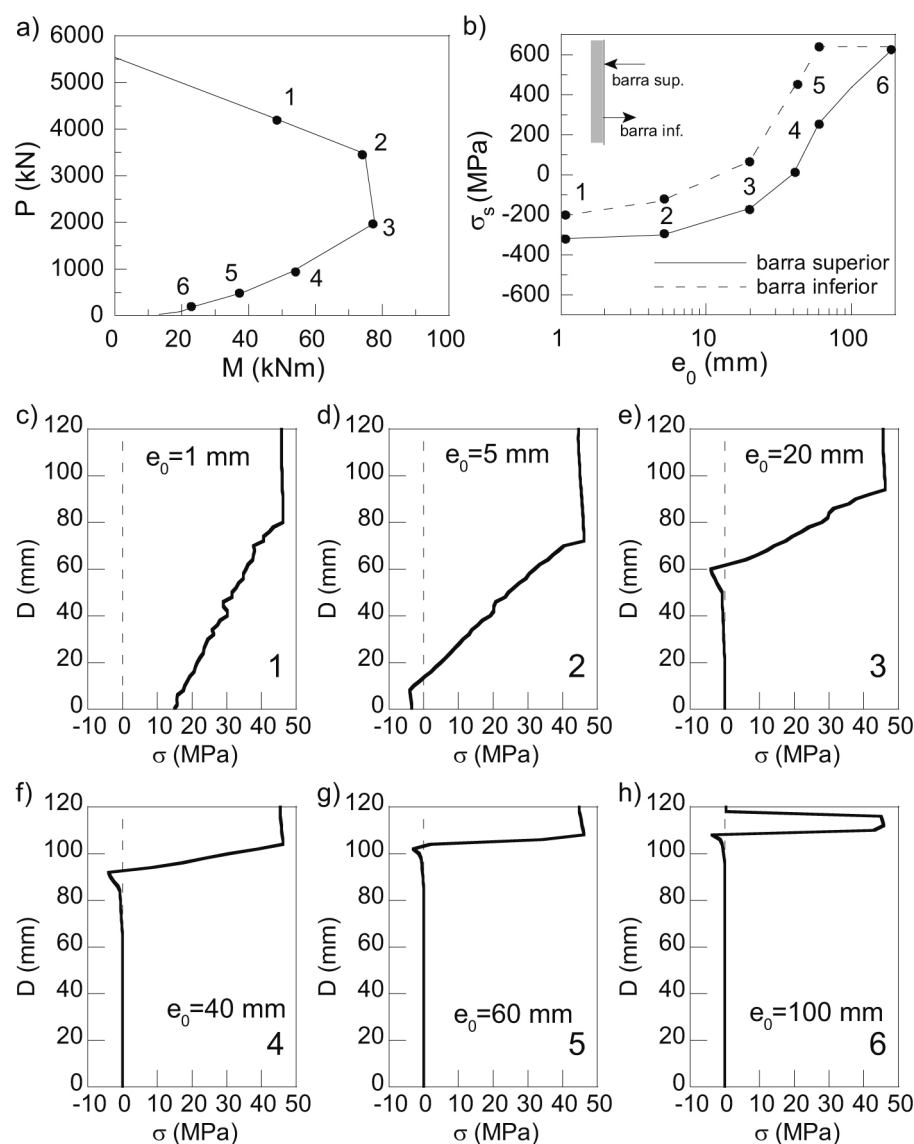 a)
P (kN)
6000
5000
4000
3000
2000
1000
0
20 40 60 80 100
M (kNm)
1
2
3
4
5
6
b)
σs (MPa)
600
400
200
0
-200
-400
-600
1 10 100
e0 (mm)
barra sup.
barra inf.
1
2
3
4
5
6
barra superior
barra inferior
c)
D (mm)
120
100
80
60
40
20
0
-10 0 10 20 30 40 50
σ (MPa)
e0=1 mm
1
d)
D (mm)
120
100
80
60
40
20
0
-10 0 10 20 30 40 50
σ (MPa)
e0=5 mm
2
e)
D (mm)
120
100
80
60
40
20
0
-10 0 10 20 30 40 50
σ (MPa)
e0=20 mm
3
f)
D (mm)
120
100
80
60
40
20
0
-10 0 10 20 30 40 50
σ (MPa)
e0=40 mm
4
g)
D (mm)
120
100
80
60
40
20
0
-10 0 10 20 30 40 50
σ (MPa)
e0=60 mm
5
h)
D (mm)
120
100
80
60
40
20
0
-10 0 10 20 30 40 50
σ (MPa)
e0=100 mm
6